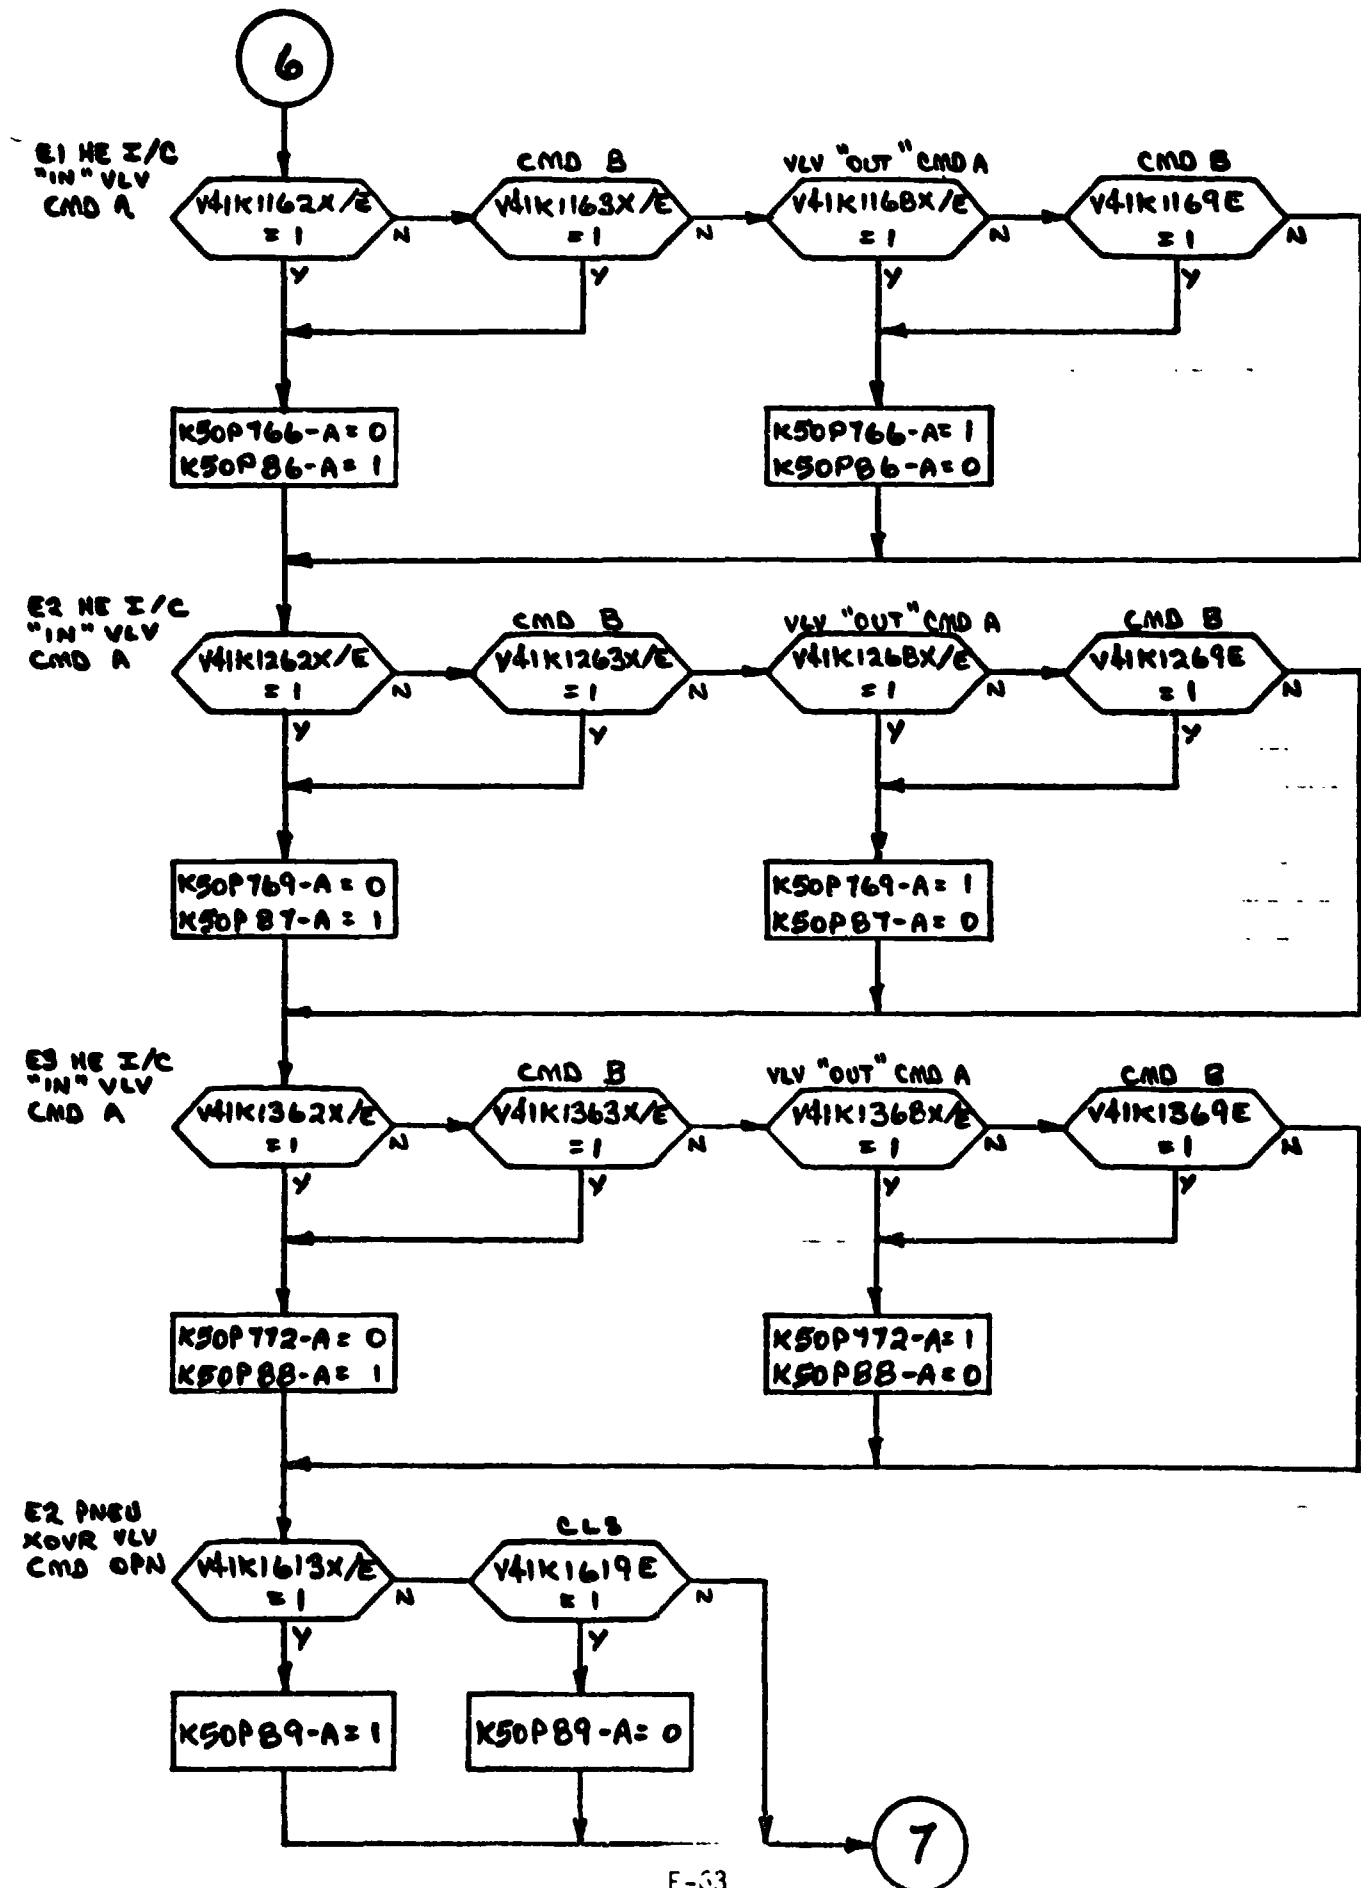 6
E1 HE I/C
"IN" VLV
CMD A
V41K1162X/E
= 1
N
Y
CMD B
V41K1163X/E
= 1
N
Y
VLV "OUT" CMD A
V41K1168X/E
= 1
N
Y
CMD B
V41K1169E
= 1
N
Y
K50P766-A = 0
K50P86-A = 1
K50P766-A = 1
K50P86-A = 0
E2 HE I/C
"IN" VLV
CMD A
V41K1262X/E
= 1
N
Y
CMD B
V41K1263X/E
= 1
N
Y
VLV "OUT" CMD A
V41K1268X/E
= 1
N
Y
CMD B
V41K1269E
= 1
N
Y
K50P769-A = 0
K50P87-A = 1
K50P769-A = 1
K50P87-A = 0
E3 HE I/C
"IN" VLV
CMD A
V41K1362X/E
= 1
N
Y
CMD B
V41K1363X/E
= 1
N
Y
VLV "OUT" CMD A
V41K1368X/E
= 1
N
Y
CMD B
V41K1369E
= 1
N
Y
K50P772-A = 0
K50P88-A = 1
K50P772-A = 1
K50P88-A = 0
E2 PNEU
XOVR VLV
CMD OPN
V41K1613X/E
= 1
N
Y
CLS
V41K1619E
= 1
N
Y
K50P89-A = 1
K50P89-A = 0
7